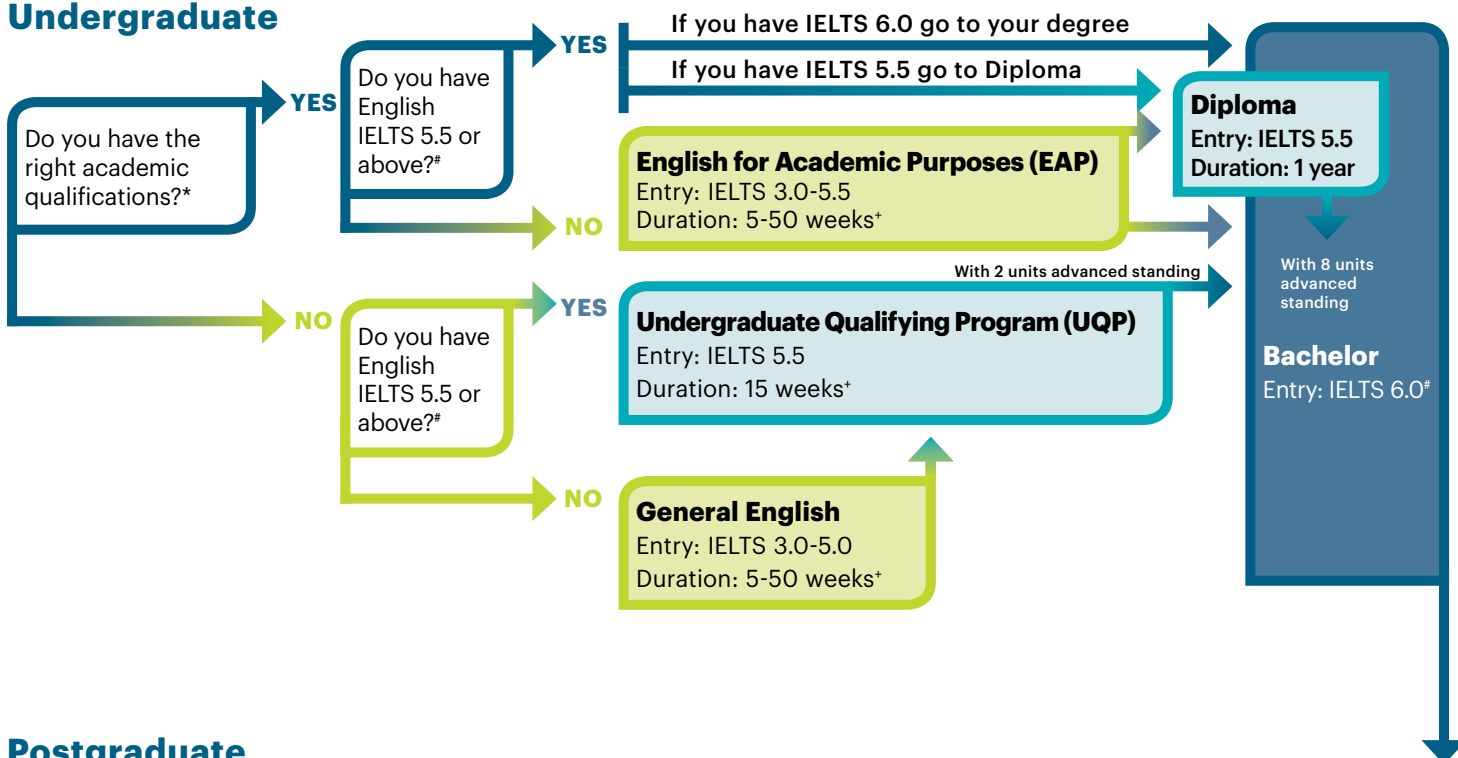 Undergraduate
Do you have the
right academic
qualifications?*
YES
Do you have
English
IELTS 5.5 or
above?#
YES
If you have IELTS 6.0 go to your degree
If you have IELTS 5.5 go to Diploma
Diploma
Entry: IELTS 5.5
Duration: 1 year
NO
English for Academic Purposes (EAP)
Entry: IELTS 3.0-5.5
Duration: 5-50 weeks+
With 8 units
advanced
standing
Bachelor
Entry: IELTS 6.0#
NO
Do you have
English
IELTS 5.5 or
above?#
YES
With 2 units advanced standing
Undergraduate Qualifying Program (UQP)
Entry: IELTS 5.5
Duration: 15 weeks+
NO
General English
Entry: IELTS 3.0-5.0
Duration: 5-50 weeks+
Postgraduate